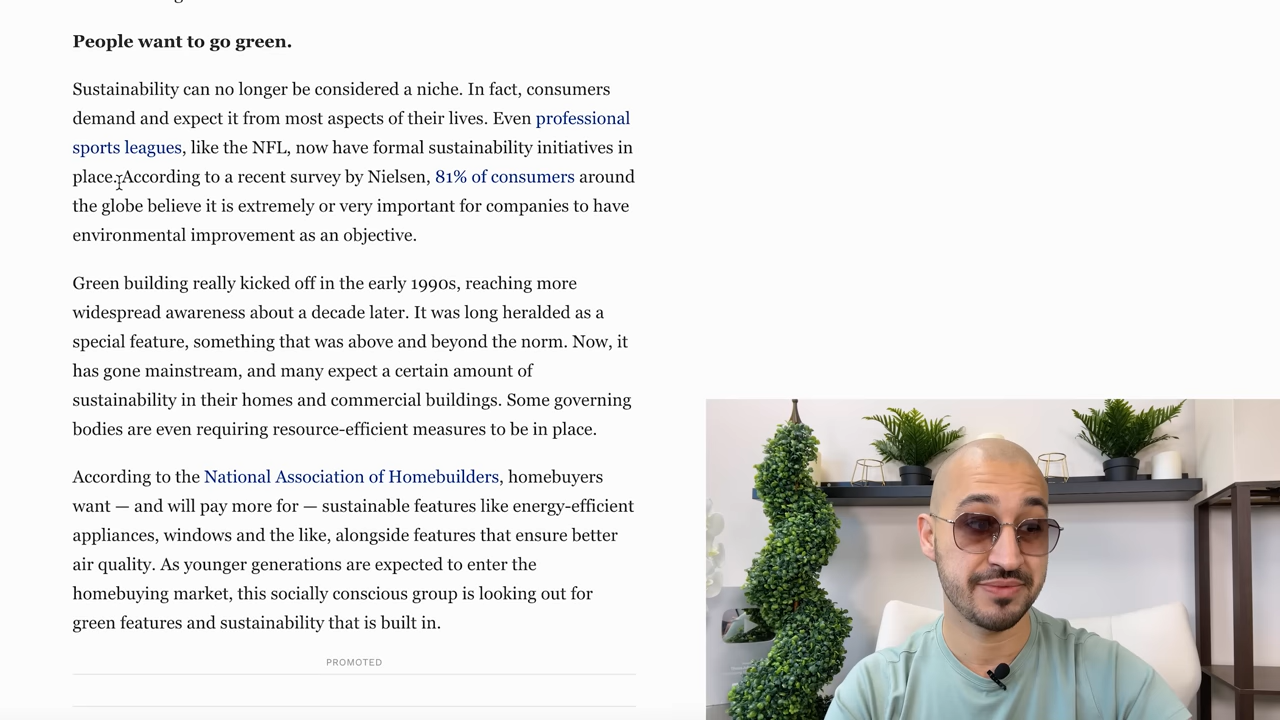 People want to go green.
Sustainability can no longer be considered a niche. In fact, consumers
demand and expect it from most aspects of their lives. Even professional
sports leagues, like the NFL, now have formal sustainability initiatives in
place. According to a recent survey by Nielsen, 81% of consumers around
the globe believe it is extremely or very important for companies to have
environmental improvement as an objective.
Green building really kicked off in the early 1990s, reaching more
widespread awareness about a decade later. It was long heralded as a
special feature, something that was above and beyond the norm. Now, it
has gone mainstream, and many expect a certain amount of
sustainability in their homes and commercial buildings. Some governing
bodies are even requiring resource-efficient measures to be in place.
According to the National Association of Homebuilders, homebuyers
want — and will pay more for — sustainable features like energy-efficient
appliances, windows and the like, alongside features that ensure better
air quality. As younger generations are expected to enter the
homebuying market, this socially conscious group is looking out for
green features and sustainability that is built in.
PROMOTED